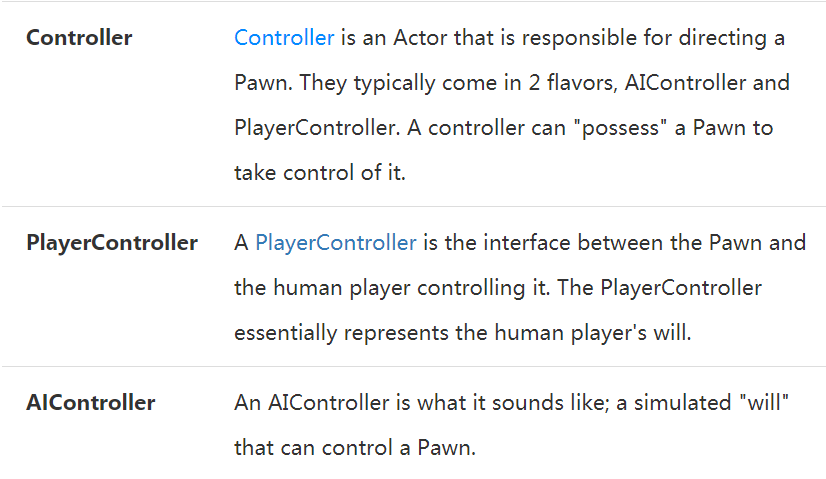 Controller
Controller is an Actor that is responsible for directing a
Pawn. They typically come in 2 flavors, AIController and
PlayerController. A controller can "possess" a Pawn to
take control of it.
PlayerController
A PlayerController is the interface between the Pawn and
the human player controlling it. The PlayerController
essentially represents the human player's will.
AIController
An AIController is what it sounds like; a simulated "will"
that can control a Pawn.